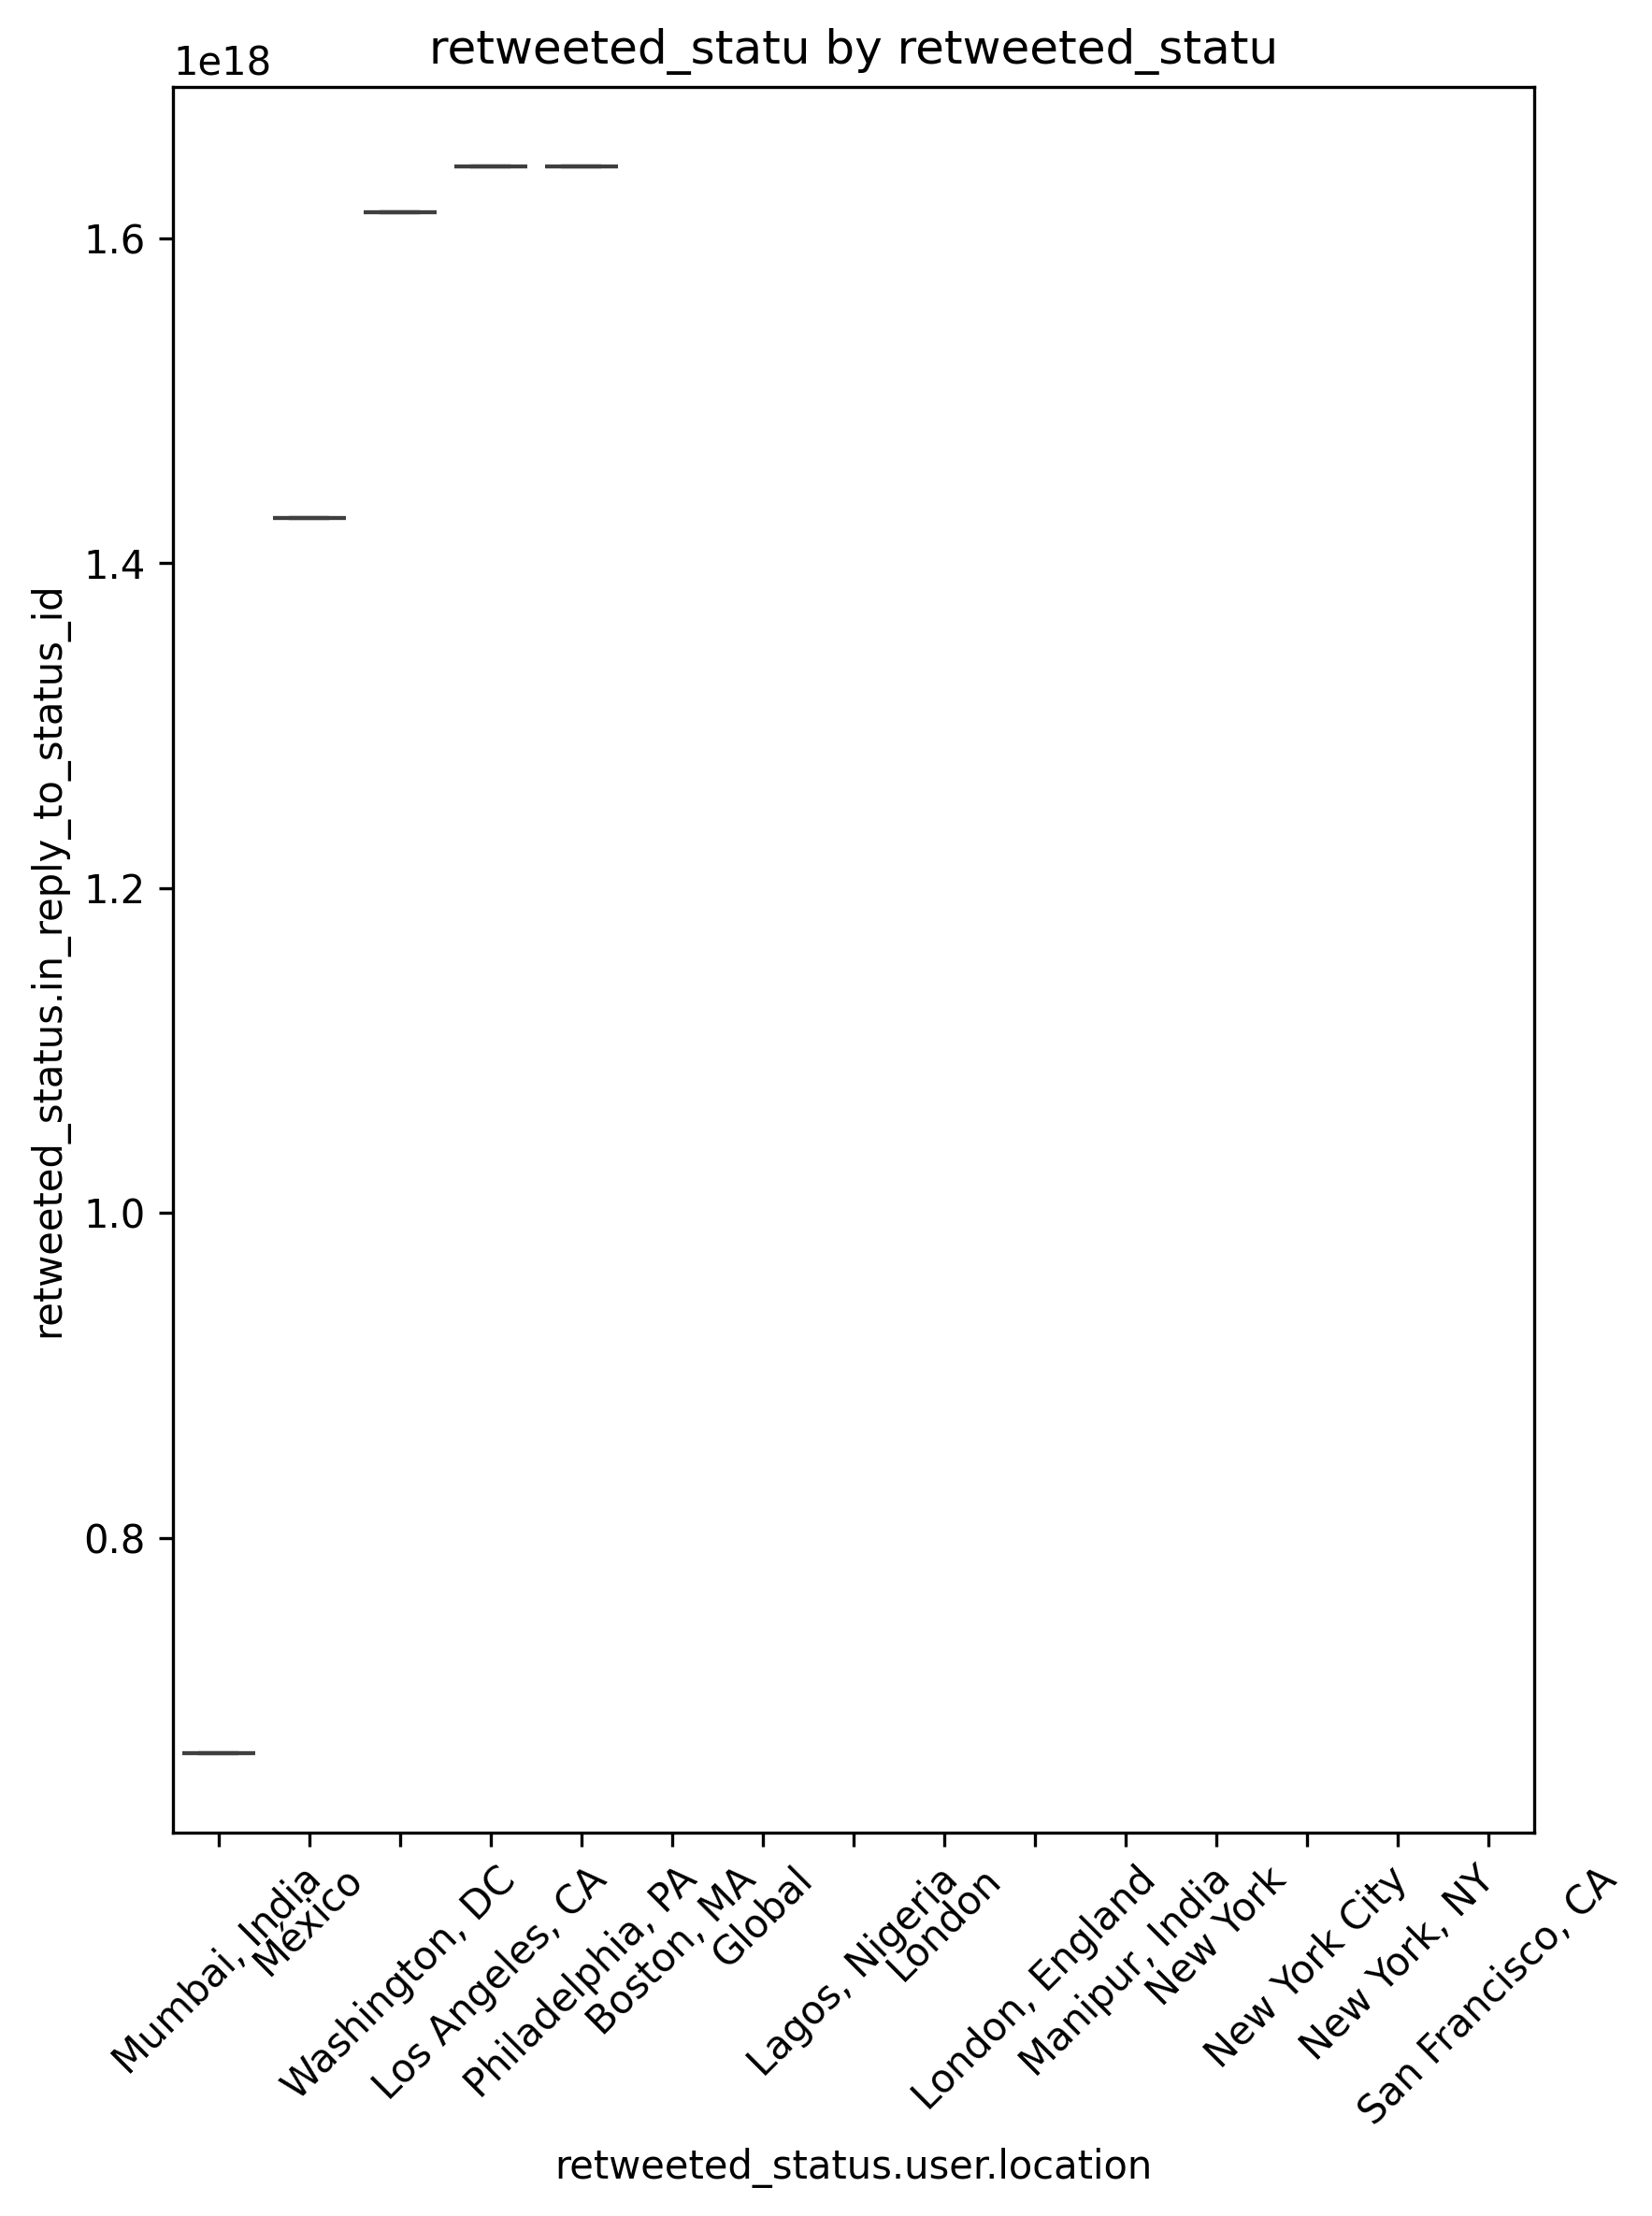 retweeted_statu by retweeted_statu
1e18
1.6
1.4
1.2
1.0
0.8
retweeted_status.in_reply_to_status_id
Mumbai, India
México
Washington, DC
Los Angeles, CA
Philadelphia, PA
Boston, MA
Global
Lagos, Nigeria
London
London, England
Manipur, India
New York
New York City
New York, NY
San Francisco, CA
retweeted_status.user.location